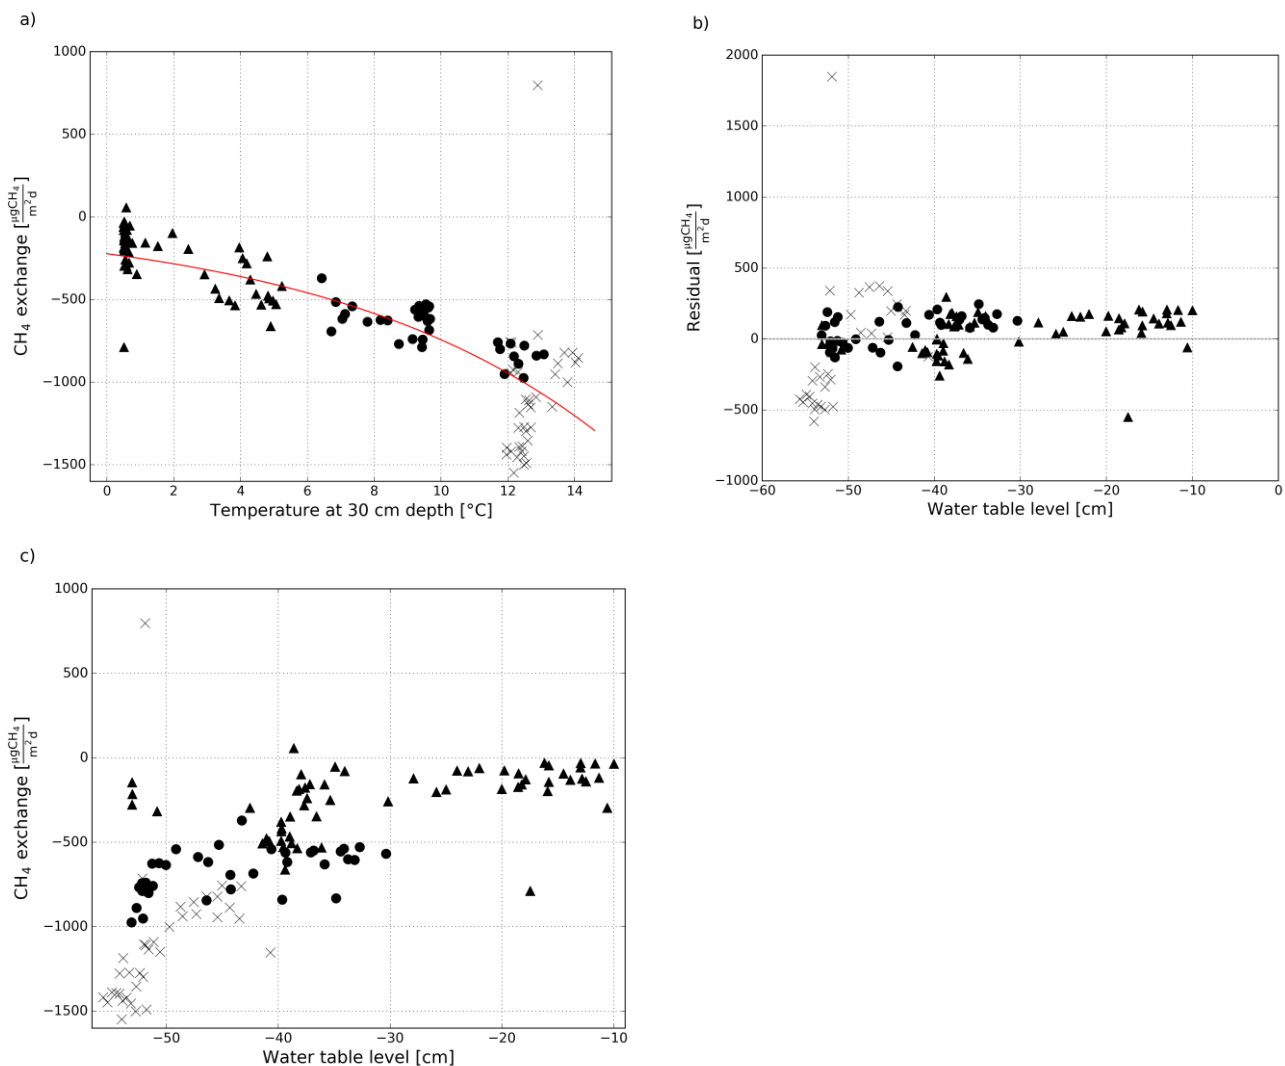 a)
1000
500
0
−500
−1000
−1500
CH₄ exchange [µgCH₄/m²d]
0 2 4 6 8 10 12 14
Temperature at 30 cm depth [°C]
b)
2000
1500
1000
500
0
−500
−1000
Residual [µgCH₄/m²d]
−60 −50 −40 −30 −20 −10 0
Water table level [cm]
c)
1000
500
0
−500
−1000
−1500
CH₄ exchange [µgCH₄/m²d]
−50 −40 −30 −20 −10
Water table level [cm]